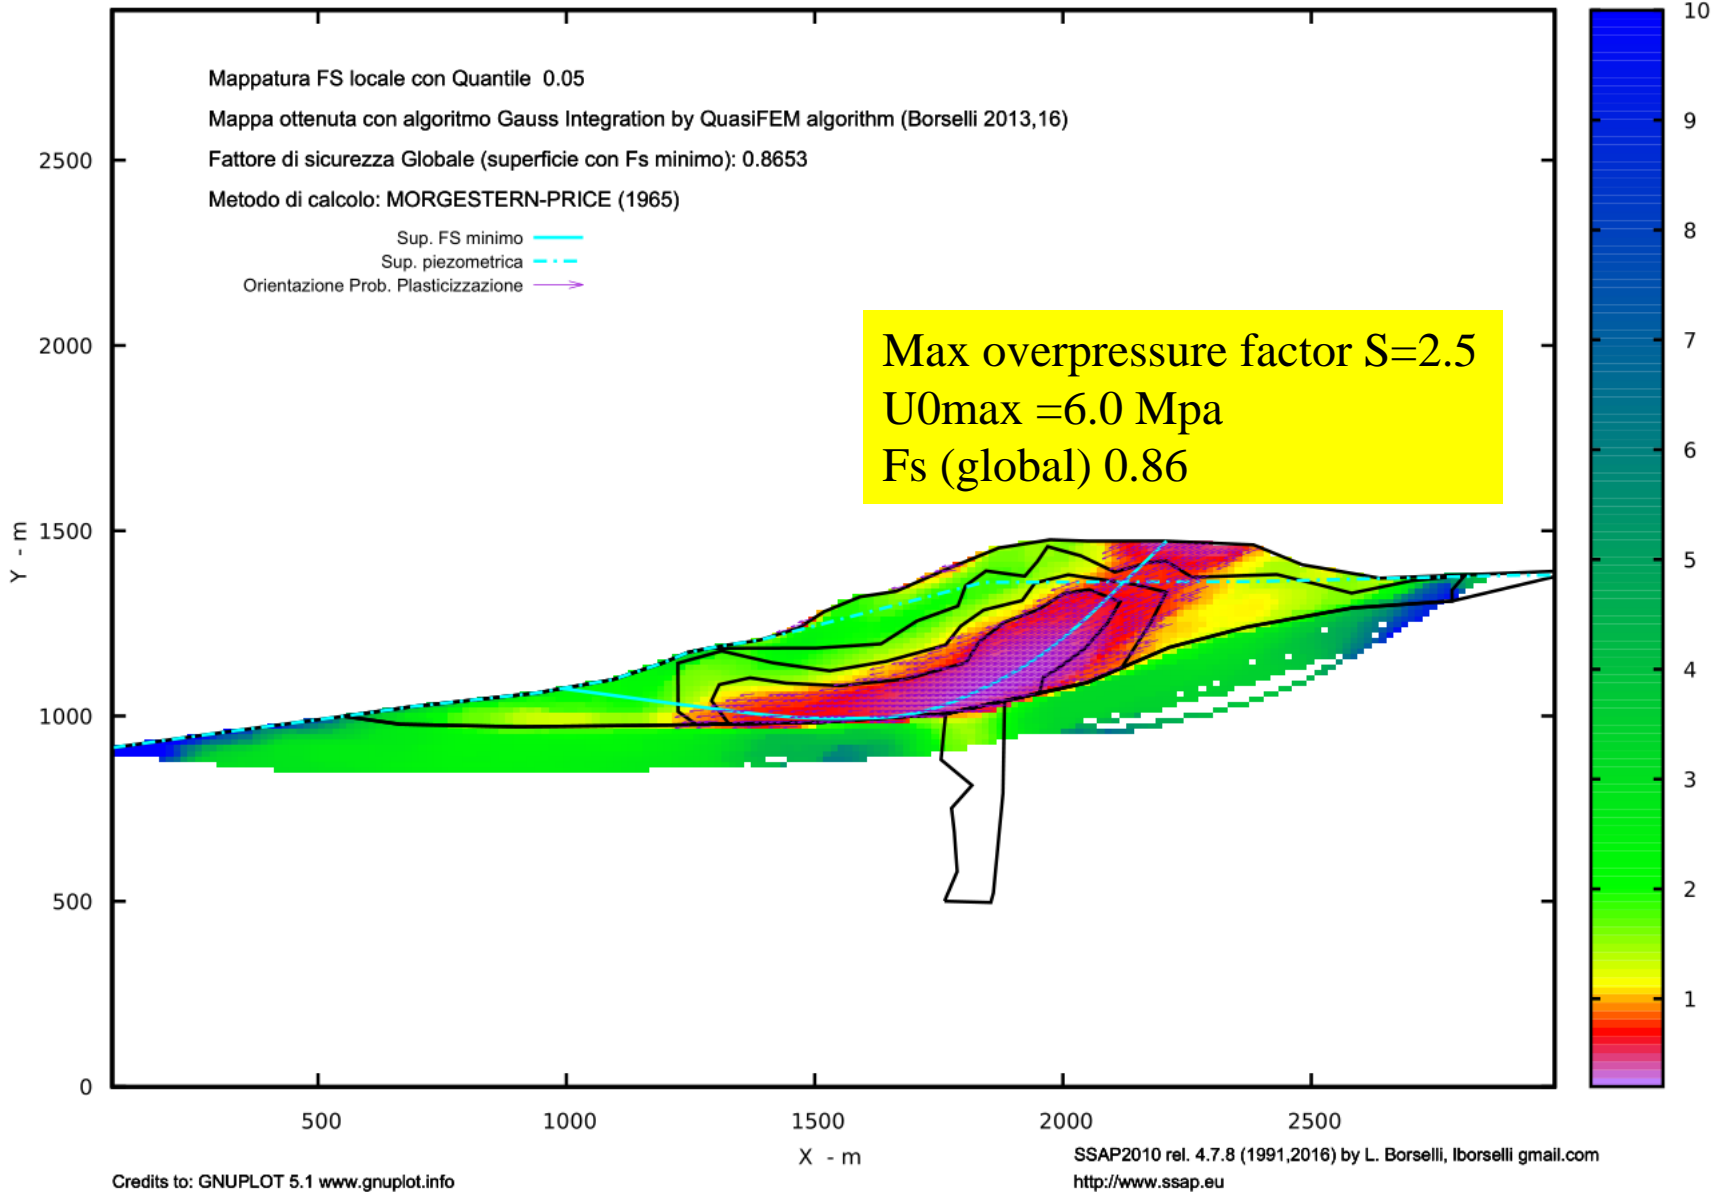 Mappatura FS locale con Quantile 0.05
Mappa ottenuta con algoritmo Gauss Integration by QuasiFEM algorithm (Borselli 2013,16)
Fattore di sicurezza Globale (superficie con Fs minimo): 0.8653
Metodo di calcolo: MORGESTERN-PRICE (1965)
Sup. FS minimo
Sup. piezometrica
Orientazione Prob. Plasticizzazione
Max overpressure factor S=2.5
U0max =6.0 Mpa
Fs (global) 0.86
2500
2000
1500
1000
500
0
Y - m
500
1000
1500
2000
2500
X - m
10
9
8
7
6
5
4
3
2
1
SSAP2010 rel. 4.7.8 (1991,2016) by L. Borselli, lborselli gmail.com
http://www.ssap.eu
Credits to: GNUPLOT 5.1 www.gnuplot.info